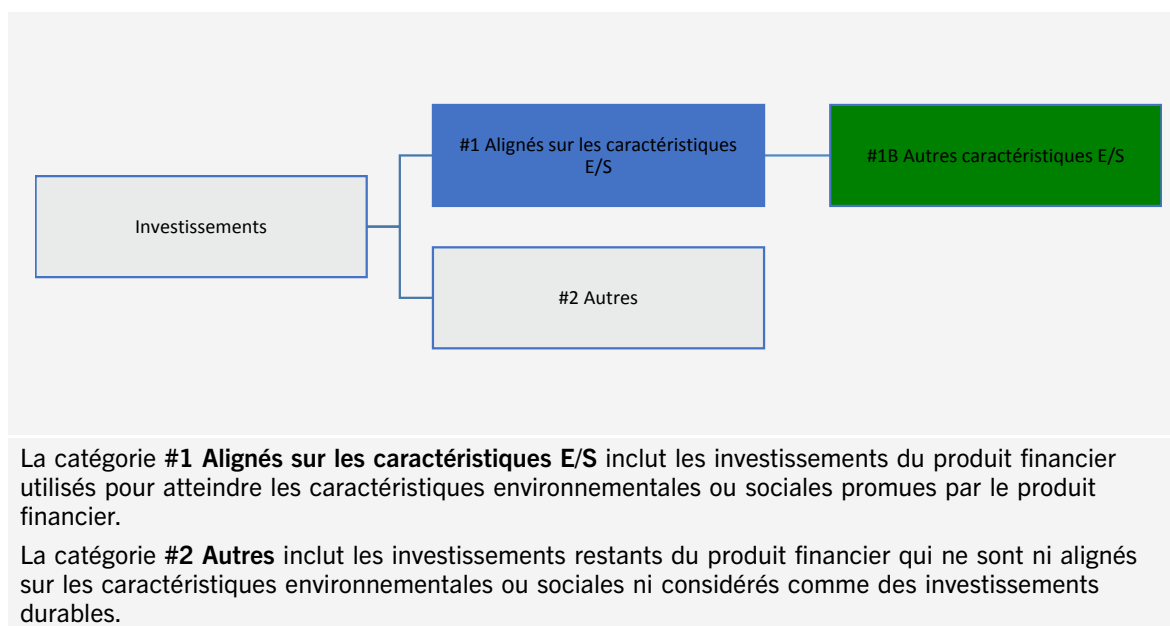 #1 Alignés sur les caractéristiques
E/S
#1B Autres caractéristiques E/S
Investissements
#2 Autres
La catégorie #1 Alignés sur les caractéristiques E/S inclut les investissements du produit financier
utilisés pour atteindre les caractéristiques environnementales ou sociales promues par le produit
financier.
La catégorie #2 Autres inclut les investissements restants du produit financier qui ne sont ni alignés
sur les caractéristiques environnementales ou sociales ni considérés comme des investissements
durables.